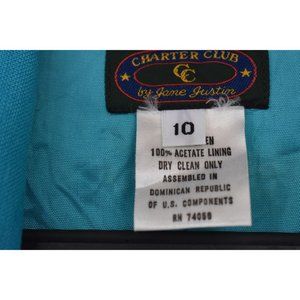 CHARTER CLUB
CC
by Jane Justin
10
EN
100% ACETATE LINING
DRY CLEAN ONLY
ASSEMBLED IN
DOMINICAN REPUBLIC
OF U.S. COMPONENTS
RN 74059